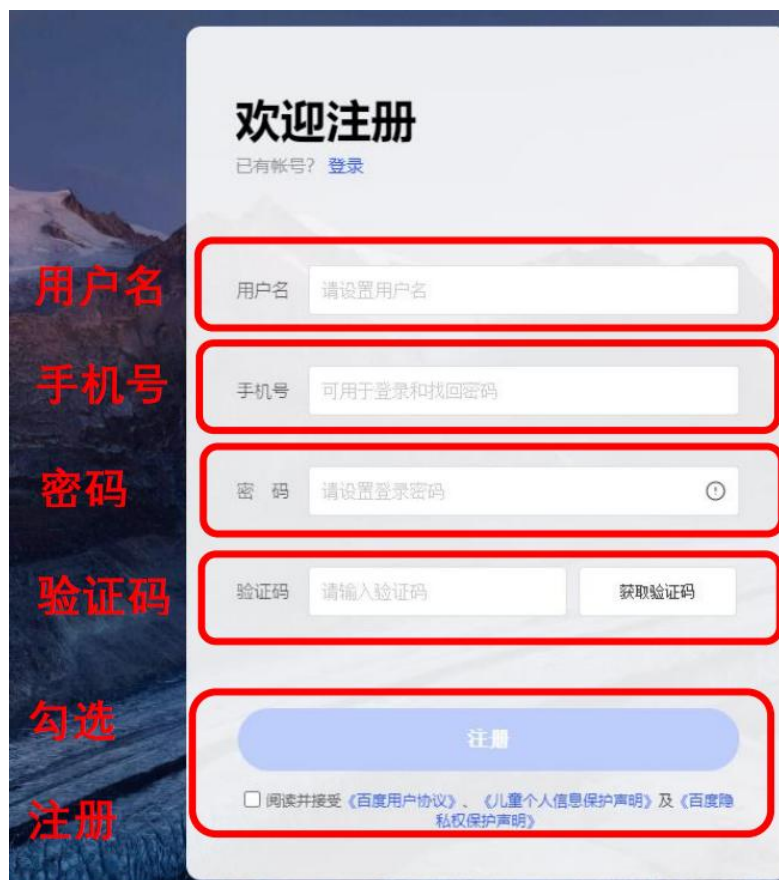 欢迎注册
已有帐号? 登录
用户名 用户名 请设置用户名
手机号 手机号 可用于登录和找回密码
密码 密 码 请设置登录密码
验证码 验证码 请输入验证码 获取验证码
勾选
注册
注册
阅读并接受《百度用户协议》、《儿童个人信息保护声明》及《百度隐
私权保护声明》